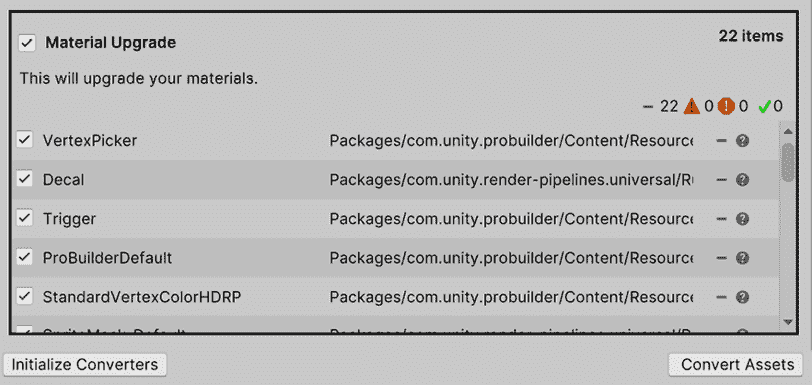 Material Upgrade 22 items
This will upgrade your materials.
– 22 0 0 0
VertexPicker Packages/com.unity.probuilder/Content/Resource
Decal Packages/com.unity.render-pipelines.universal/Ru
Trigger Packages/com.unity.probuilder/Content/Resource
ProBuilderDefault Packages/com.unity.probuilder/Content/Resource
StandardVertexColorHDRP Packages/com.unity.probuilder/Content/Resource
Initialize Converters Convert Assets